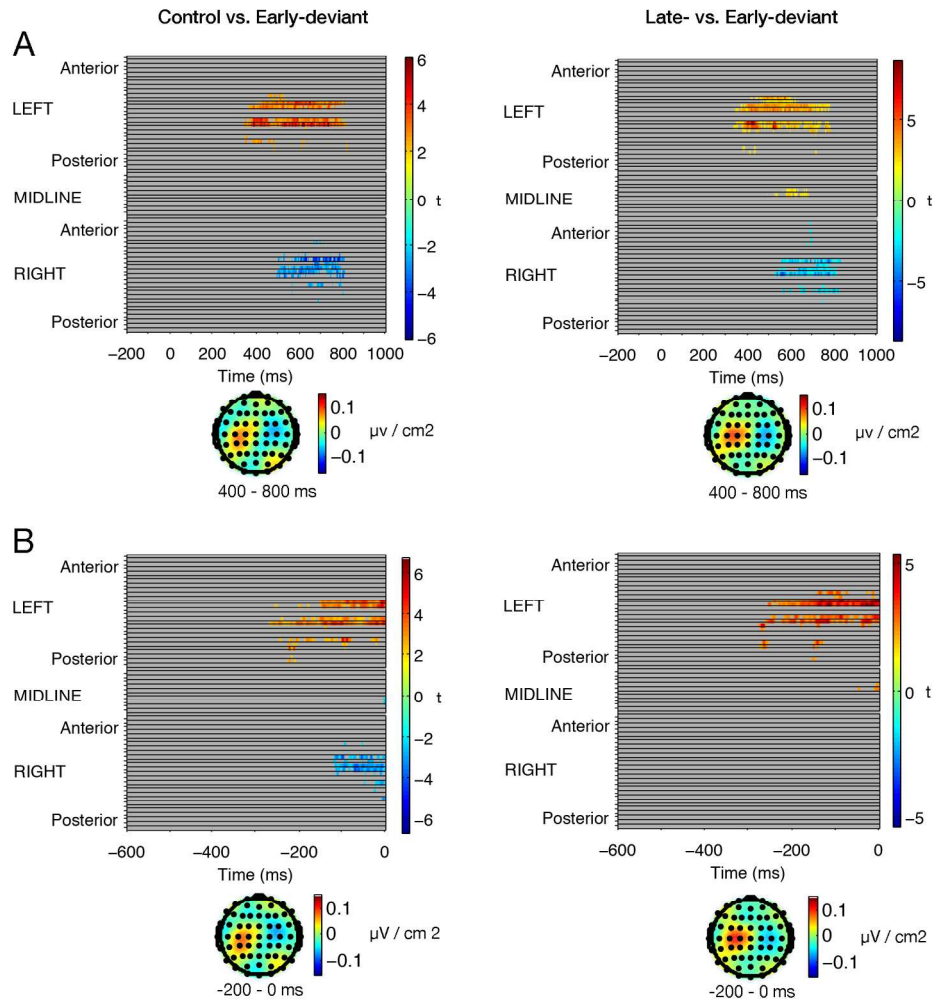 Control vs. Early-deviant
Late- vs. Early-deviant
A
Anterior
LEFT
Posterior
MIDLINE
Anterior
RIGHT
Posterior
6
4
2
0 t
−2
−4
−6
−200 0 200 400 600 800 1000
Time (ms)
0.1
0
−0.1
μv / cm2
400 - 800 ms
Anterior
LEFT
Posterior
MIDLINE
Anterior
RIGHT
Posterior
5
0 t
−5
−200 0 200 400 600 800 1000
Time (ms)
0.1
0
−0.1
μv / cm2
400 - 800 ms
B
Anterior
LEFT
Posterior
MIDLINE
Anterior
RIGHT
Posterior
6
4
2
0 t
−2
−4
−6
−600 −400 −200 0
Time (ms)
0.1
0
−0.1
μV / cm 2
-200 - 0 ms
Anterior
LEFT
Posterior
MIDLINE
Anterior
RIGHT
Posterior
5
0 t
−5
−600 −400 −200 0
Time (ms)
0.1
0
−0.1
μV / cm2
-200 - 0 ms